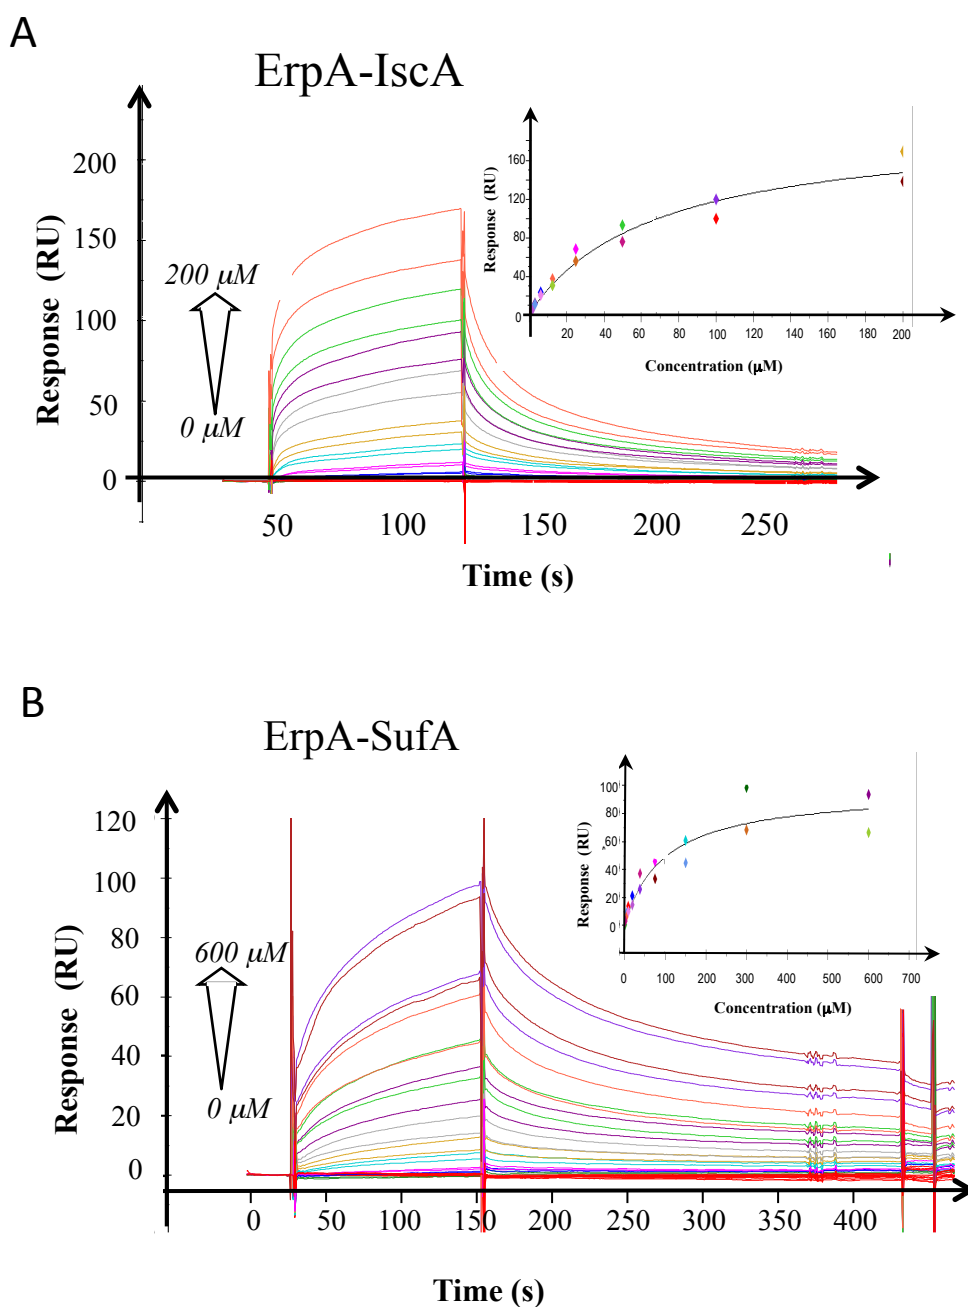 A
ErpA-IscA
200
150
100
50
0
Response (RU)
200 μM
0 μM
50 100 150 200 250
Time (s)
160
120
80
40
0
Response (RU)
20 40 60 80 100 120 140 160 180 200
Concentration (μM)
B
ErpA-SufA
120
100
80
60
40
20
0
Response (RU)
600 μM
0 μM
0 50 100 150 200 250 300 350 400
Time (s)
100
80
60
40
20
0
Response (RU)
0 100 200 300 400 500 600 700
Concentration (μM)